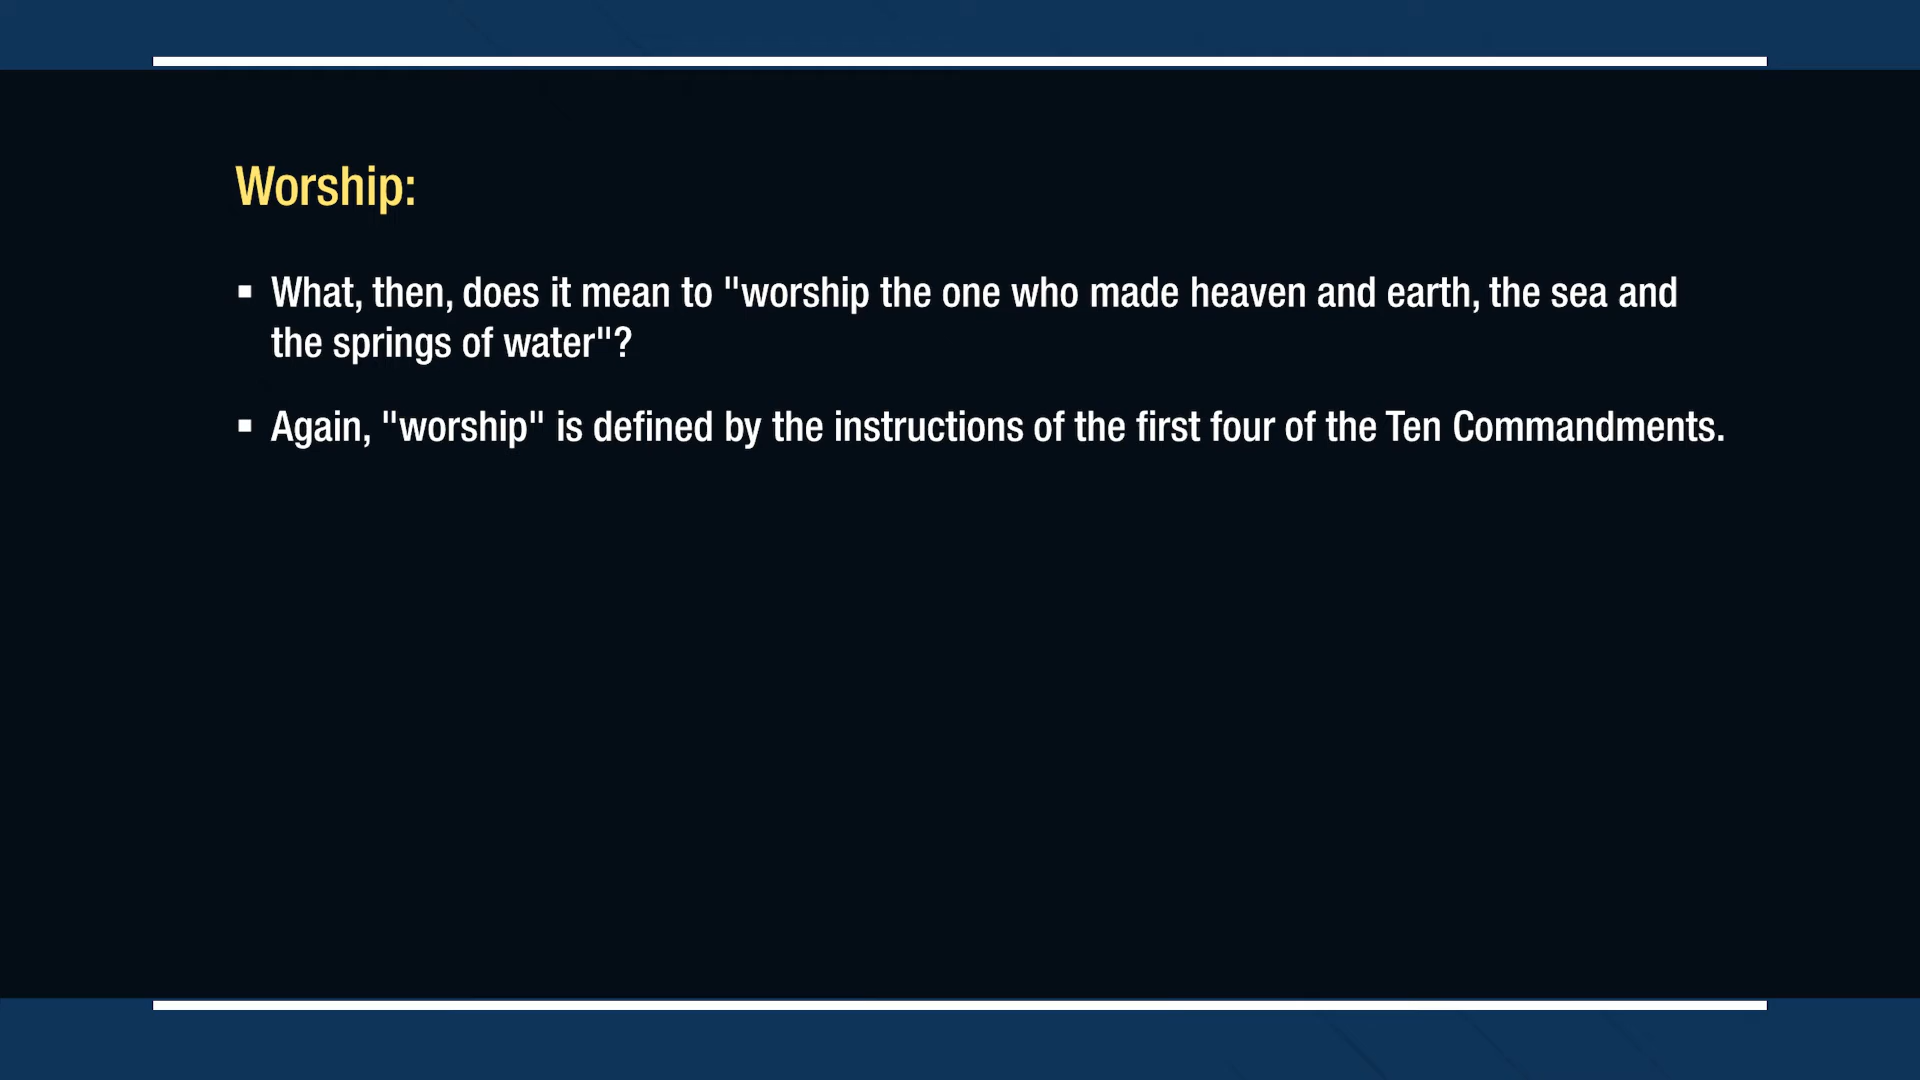 Worship:
▪ What, then, does it mean to "worship the one who made heaven and earth, the sea and
the springs of water"?
▪ Again, "worship" is defined by the instructions of the first four of the Ten Commandments.